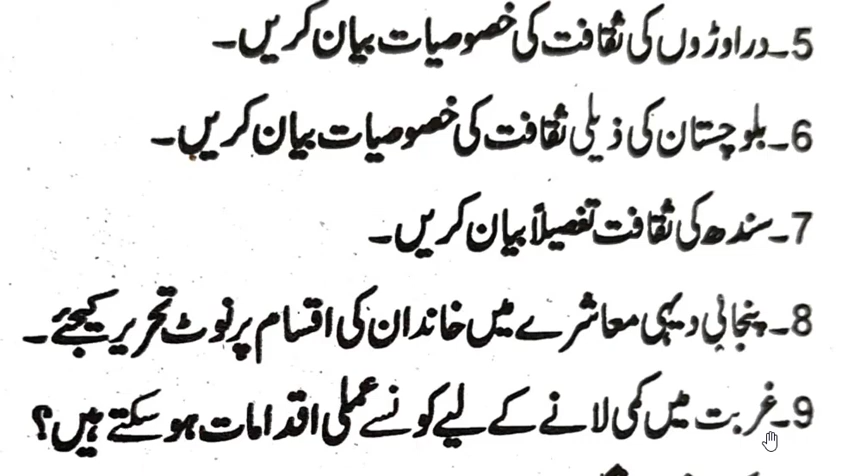 5۔دراوڑوں کی ثقافت کی خصوصیات بیان کریں۔
6۔بلوچستان کی ذیلی ثقافت کی خصوصیات بیان کریں۔
7۔سندھ کی ثقافت تفصیلاً بیان کریں۔
8۔پنجابی دیہی معاشرے میں خاندان کی اقسام پر نوٹ تحریر کیجئے۔
9۔غربت میں کمی لانے کے لیے کونسے عملی اقدامات ہو سکتے ہیں؟